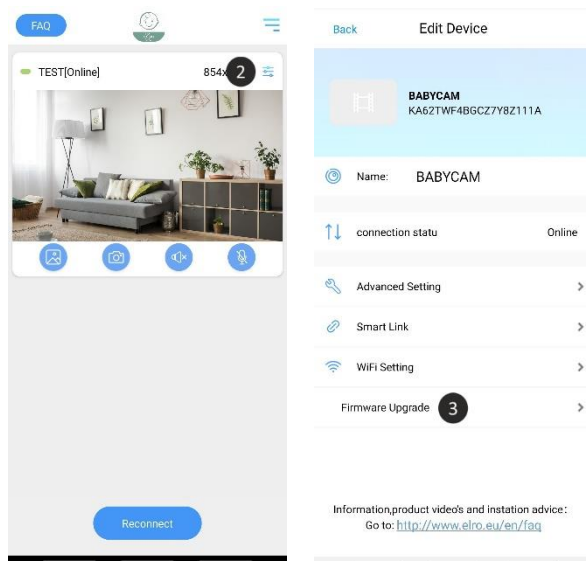 FAQ
TEST[Online]
854x
2
Reconnect
Back
Edit Device
BABYCAM
KA62TWF4BGCZ7Y8Z111A
Name: BABYCAM
connection statu Online
Advanced Setting
Smart Link
WiFi Setting
Firmware Upgrade 3
Information,product video's and instation advice:
Go to: http://www.elro.eu/en/faq